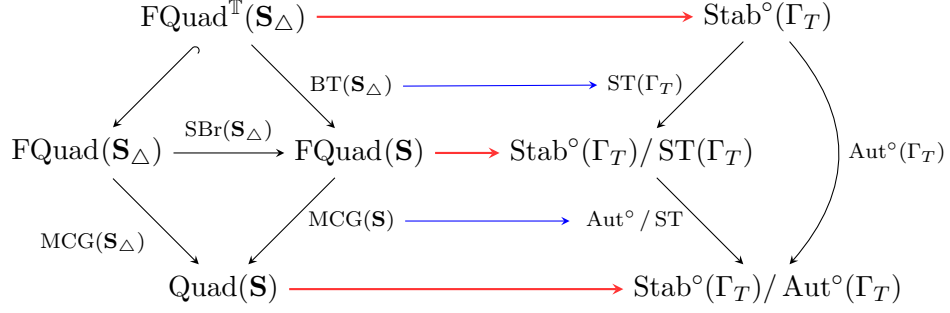 FQuad^𝕋(𝐒_△) Stab°(Γ_T)
BT(𝐒_△) ST(Γ_T)
SBr(𝐒_△)
FQuad(𝐒_△) FQuad(𝐒) Stab°(Γ_T)/ ST(Γ_T) Aut°(Γ_T)
MCG(𝐒_△) MCG(𝐒) Aut° / ST
Quad(𝐒) Stab°(Γ_T)/ Aut°(Γ_T)